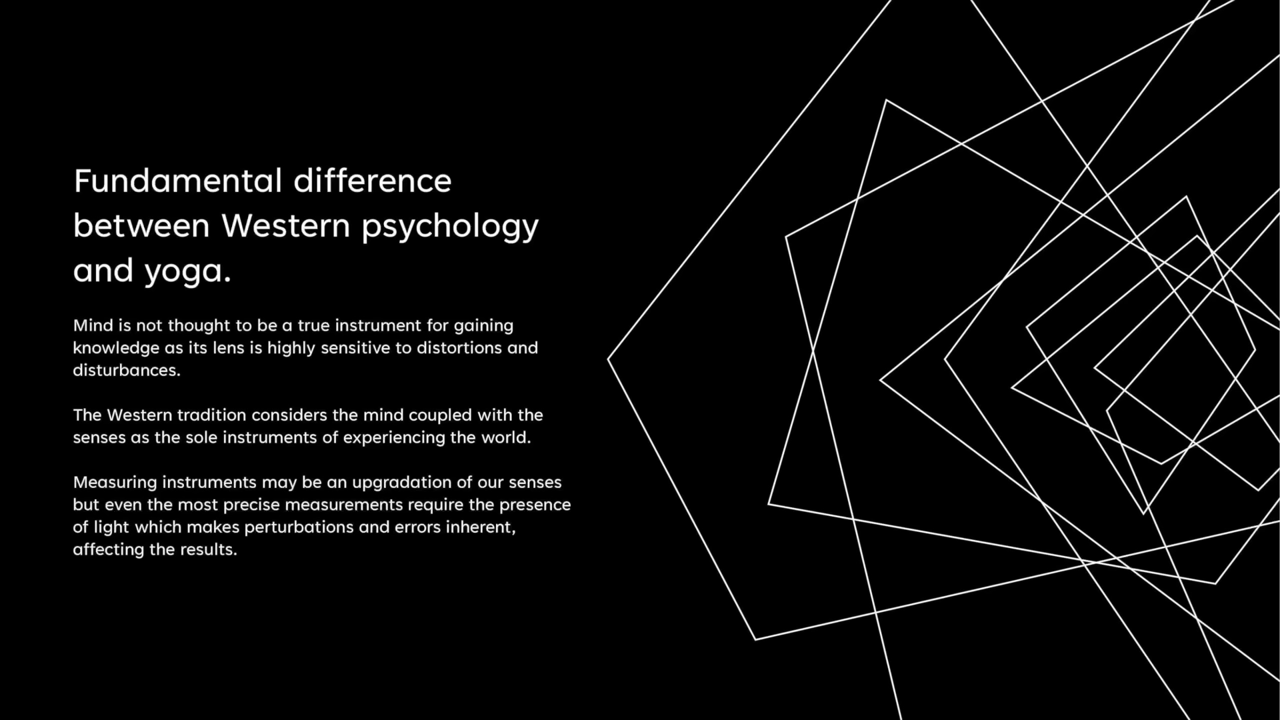 Fundamental difference
between Western psychology
and yoga.
Mind is not thought to be a true instrument for gaining
knowledge as its lens is highly sensitive to distortions and
disturbances.
The Western tradition considers the mind coupled with the
senses as the sole instruments of experiencing the world.
Measuring instruments may be an upgradation of our senses
but even the most precise measurements require the presence
of light which makes perturbations and errors inherent,
affecting the results.